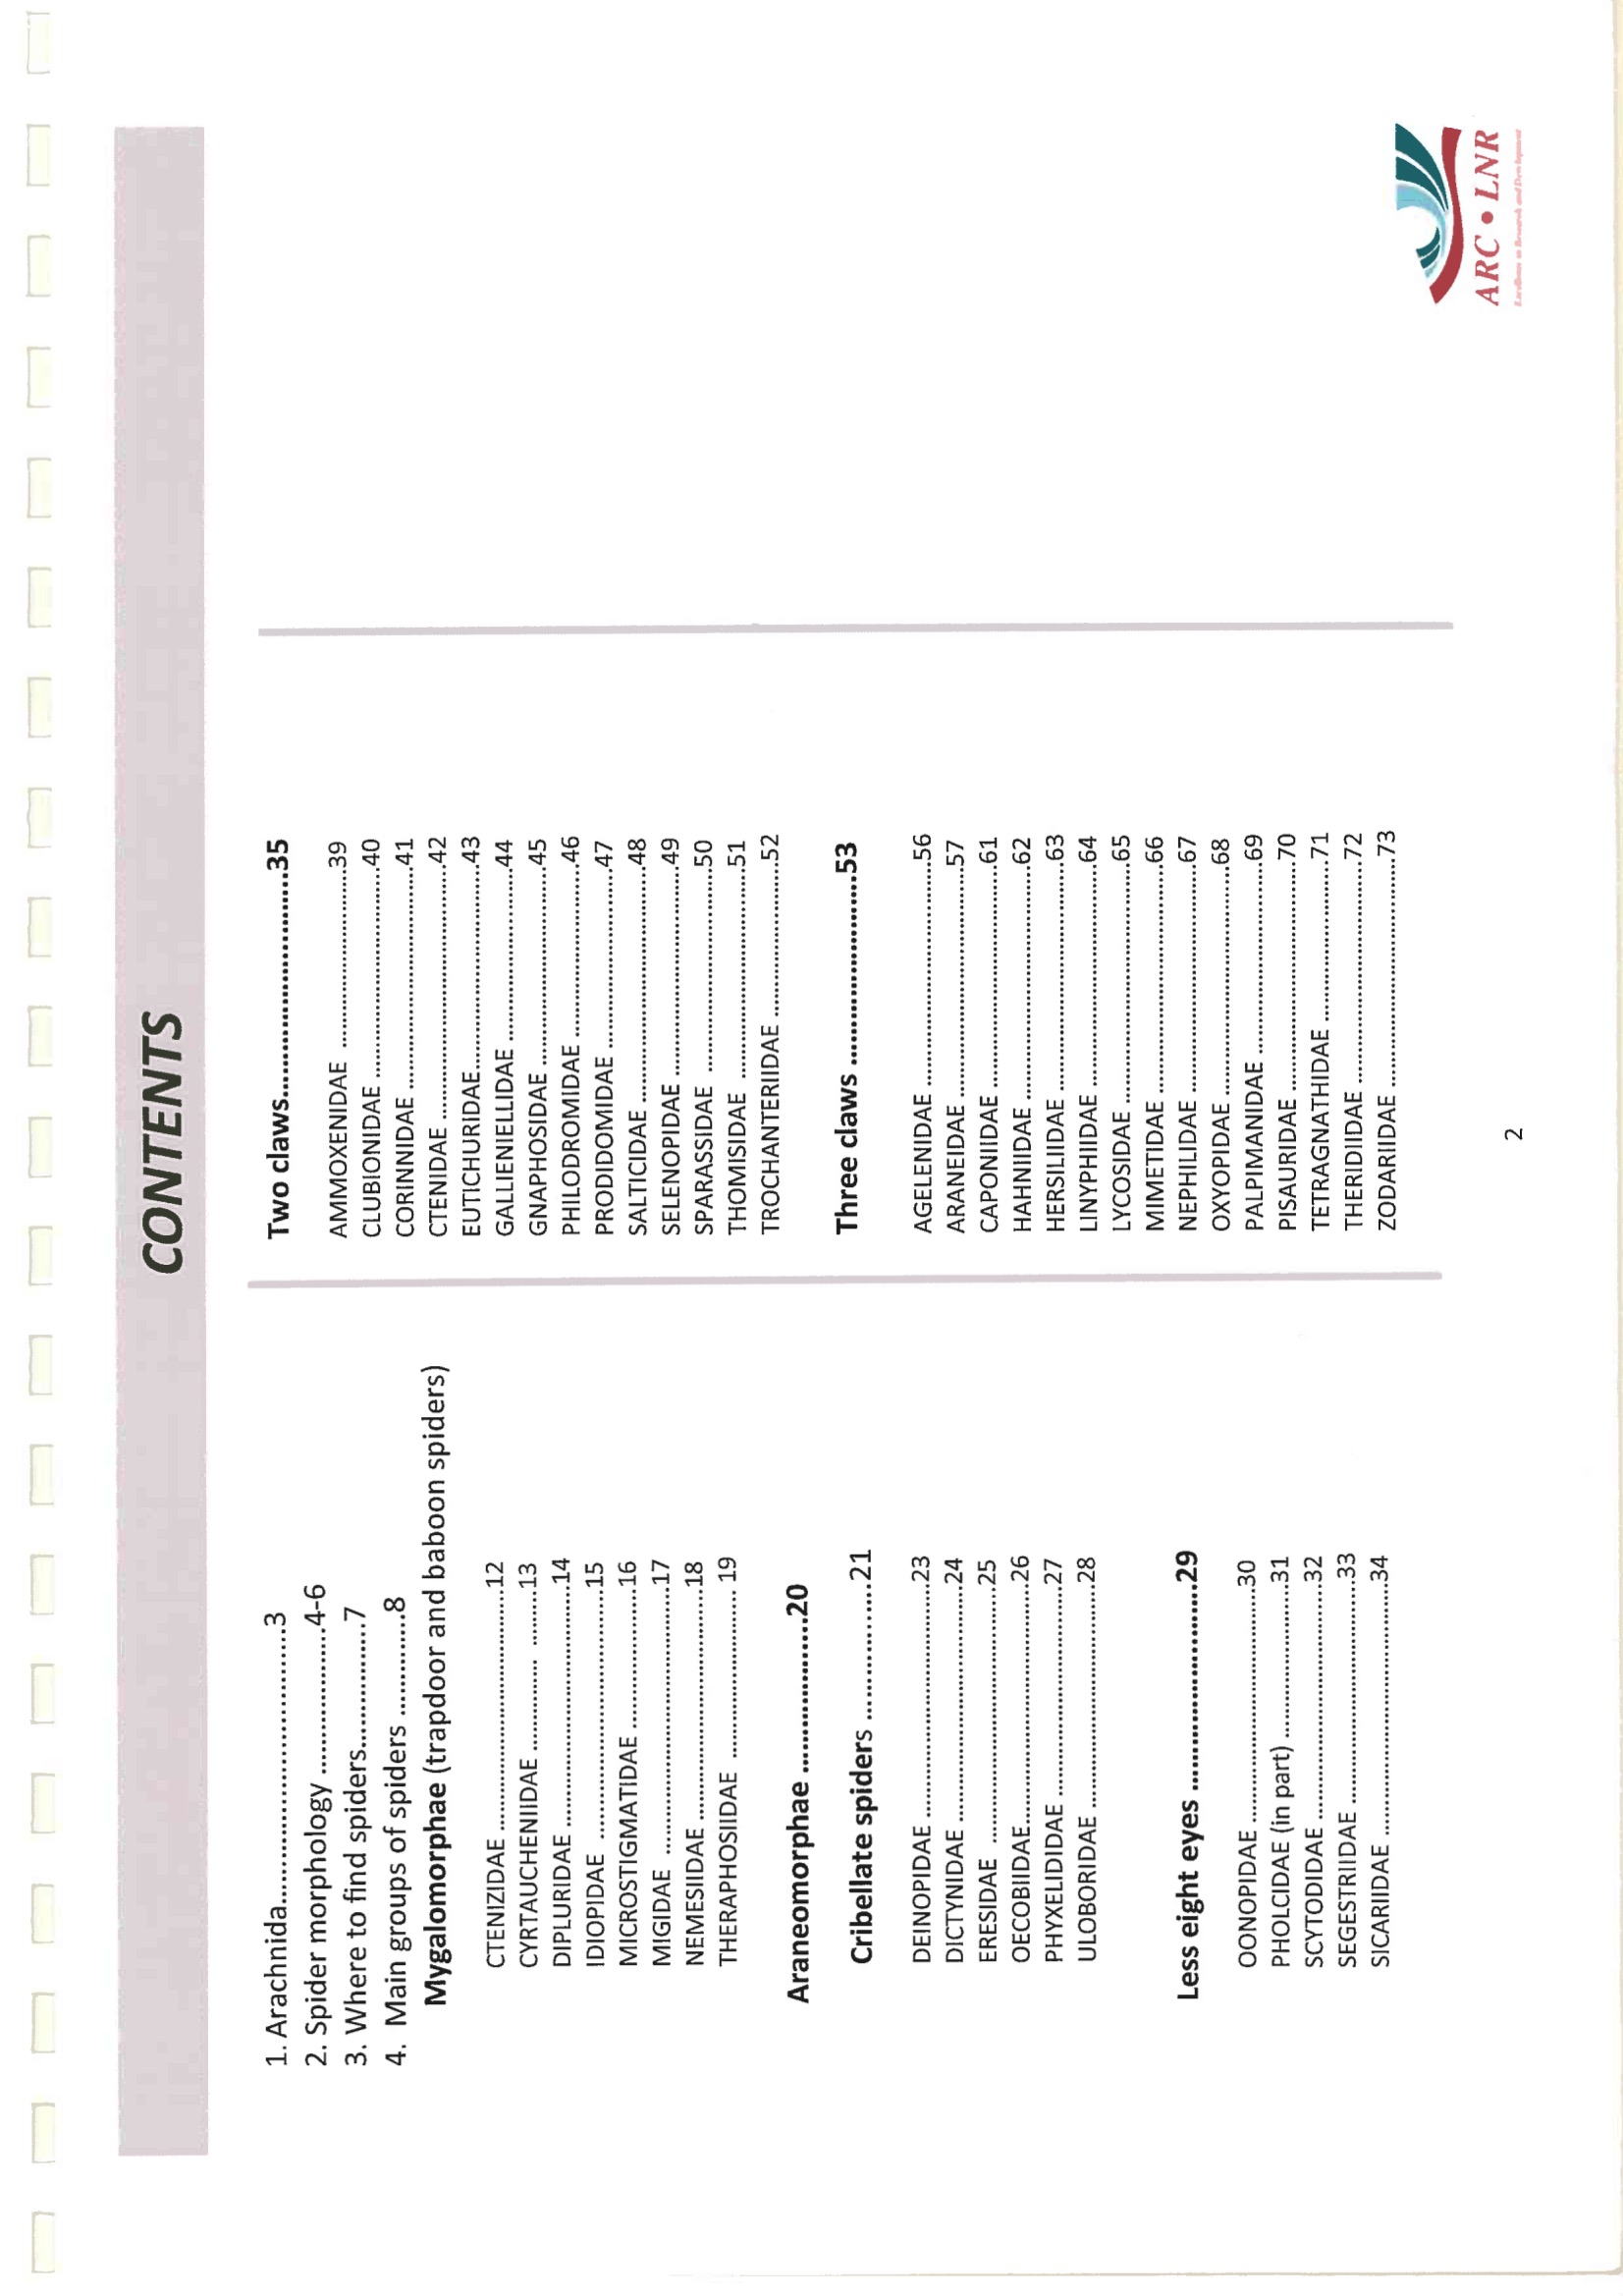 CONTENTS
1. Arachnida.......................................3
2. Spider morphology ....................4-6
3. Where to find spiders.................7
4. Main groups of spiders ............8
Mygalomorphae (trapdoor and baboon spiders)
CTENIZIDAE ......................................12
CYRTAUCHENIIDAE ............. .........13
DIPLURIDAE ......................................14
IDIOPIDAE ........................................15
MICROSTIGMATIDAE .....................16
MIGIDAE ..........................................17
NEMESIIDAE ....................................18
THERAPHOSIIDAE .......................... 19
Araneomorphae ......................20
Cribellate spiders ....................21
DEINOPIDAE .....................................23
DICTYNIDAE .....................................24
ERESIDAE .........................................25
OECOBIIDAE.....................................26
PHYXELIDIDAE ..................................27
ULOBORIDAE ....................................28
Less eight eyes ............................29
OONOPIDAE ....................................30
PHOLCIDAE (in part) .........................31
SCYTODIDAE ....................................32
SEGESTRIIDAE ..................................33
SICARIIDAE ......................................34
Two claws.................................35
AMMOXENIDAE .............................39
CLUBIONIDAE .................................40
CORINNIDAE ..................................41
CTENIDAE .......................................42
EUTICHURIDAE................................43
GALLIENIELLIDAE ............................44
GNAPHOSIDAE ................................45
PHILODROMIDAE ...........................46
PRODIDOMIDAE .............................47
SALTICIDAE .....................................48
SELENOPIDAE .................................49
SPARASSIDAE .................................50
THOMISIDAE ..................................51
TROCHANTERIIDAE ........................52
Three claws ...........................53
AGELENIDAE ...................................56
ARANEIDAE ....................................57
CAPONIIDAE ...................................61
HAHNIIDAE .....................................62
HERSILIIDAE ....................................63
LINYPHIIDAE ...................................64
LYCOSIDAE ......................................65
MIMETIDAE ....................................66
NEPHILIDAE ....................................67
OXYOPIDAE .....................................68
PALPIMANIDAE ...............................69
PISAURIDAE ....................................70
TETRAGNATHIDAE .........................71
THERIDIIDAE ...................................72
ZODARIIDAE ....................................73
2
ARC • LNR
Excellence in Research and Development